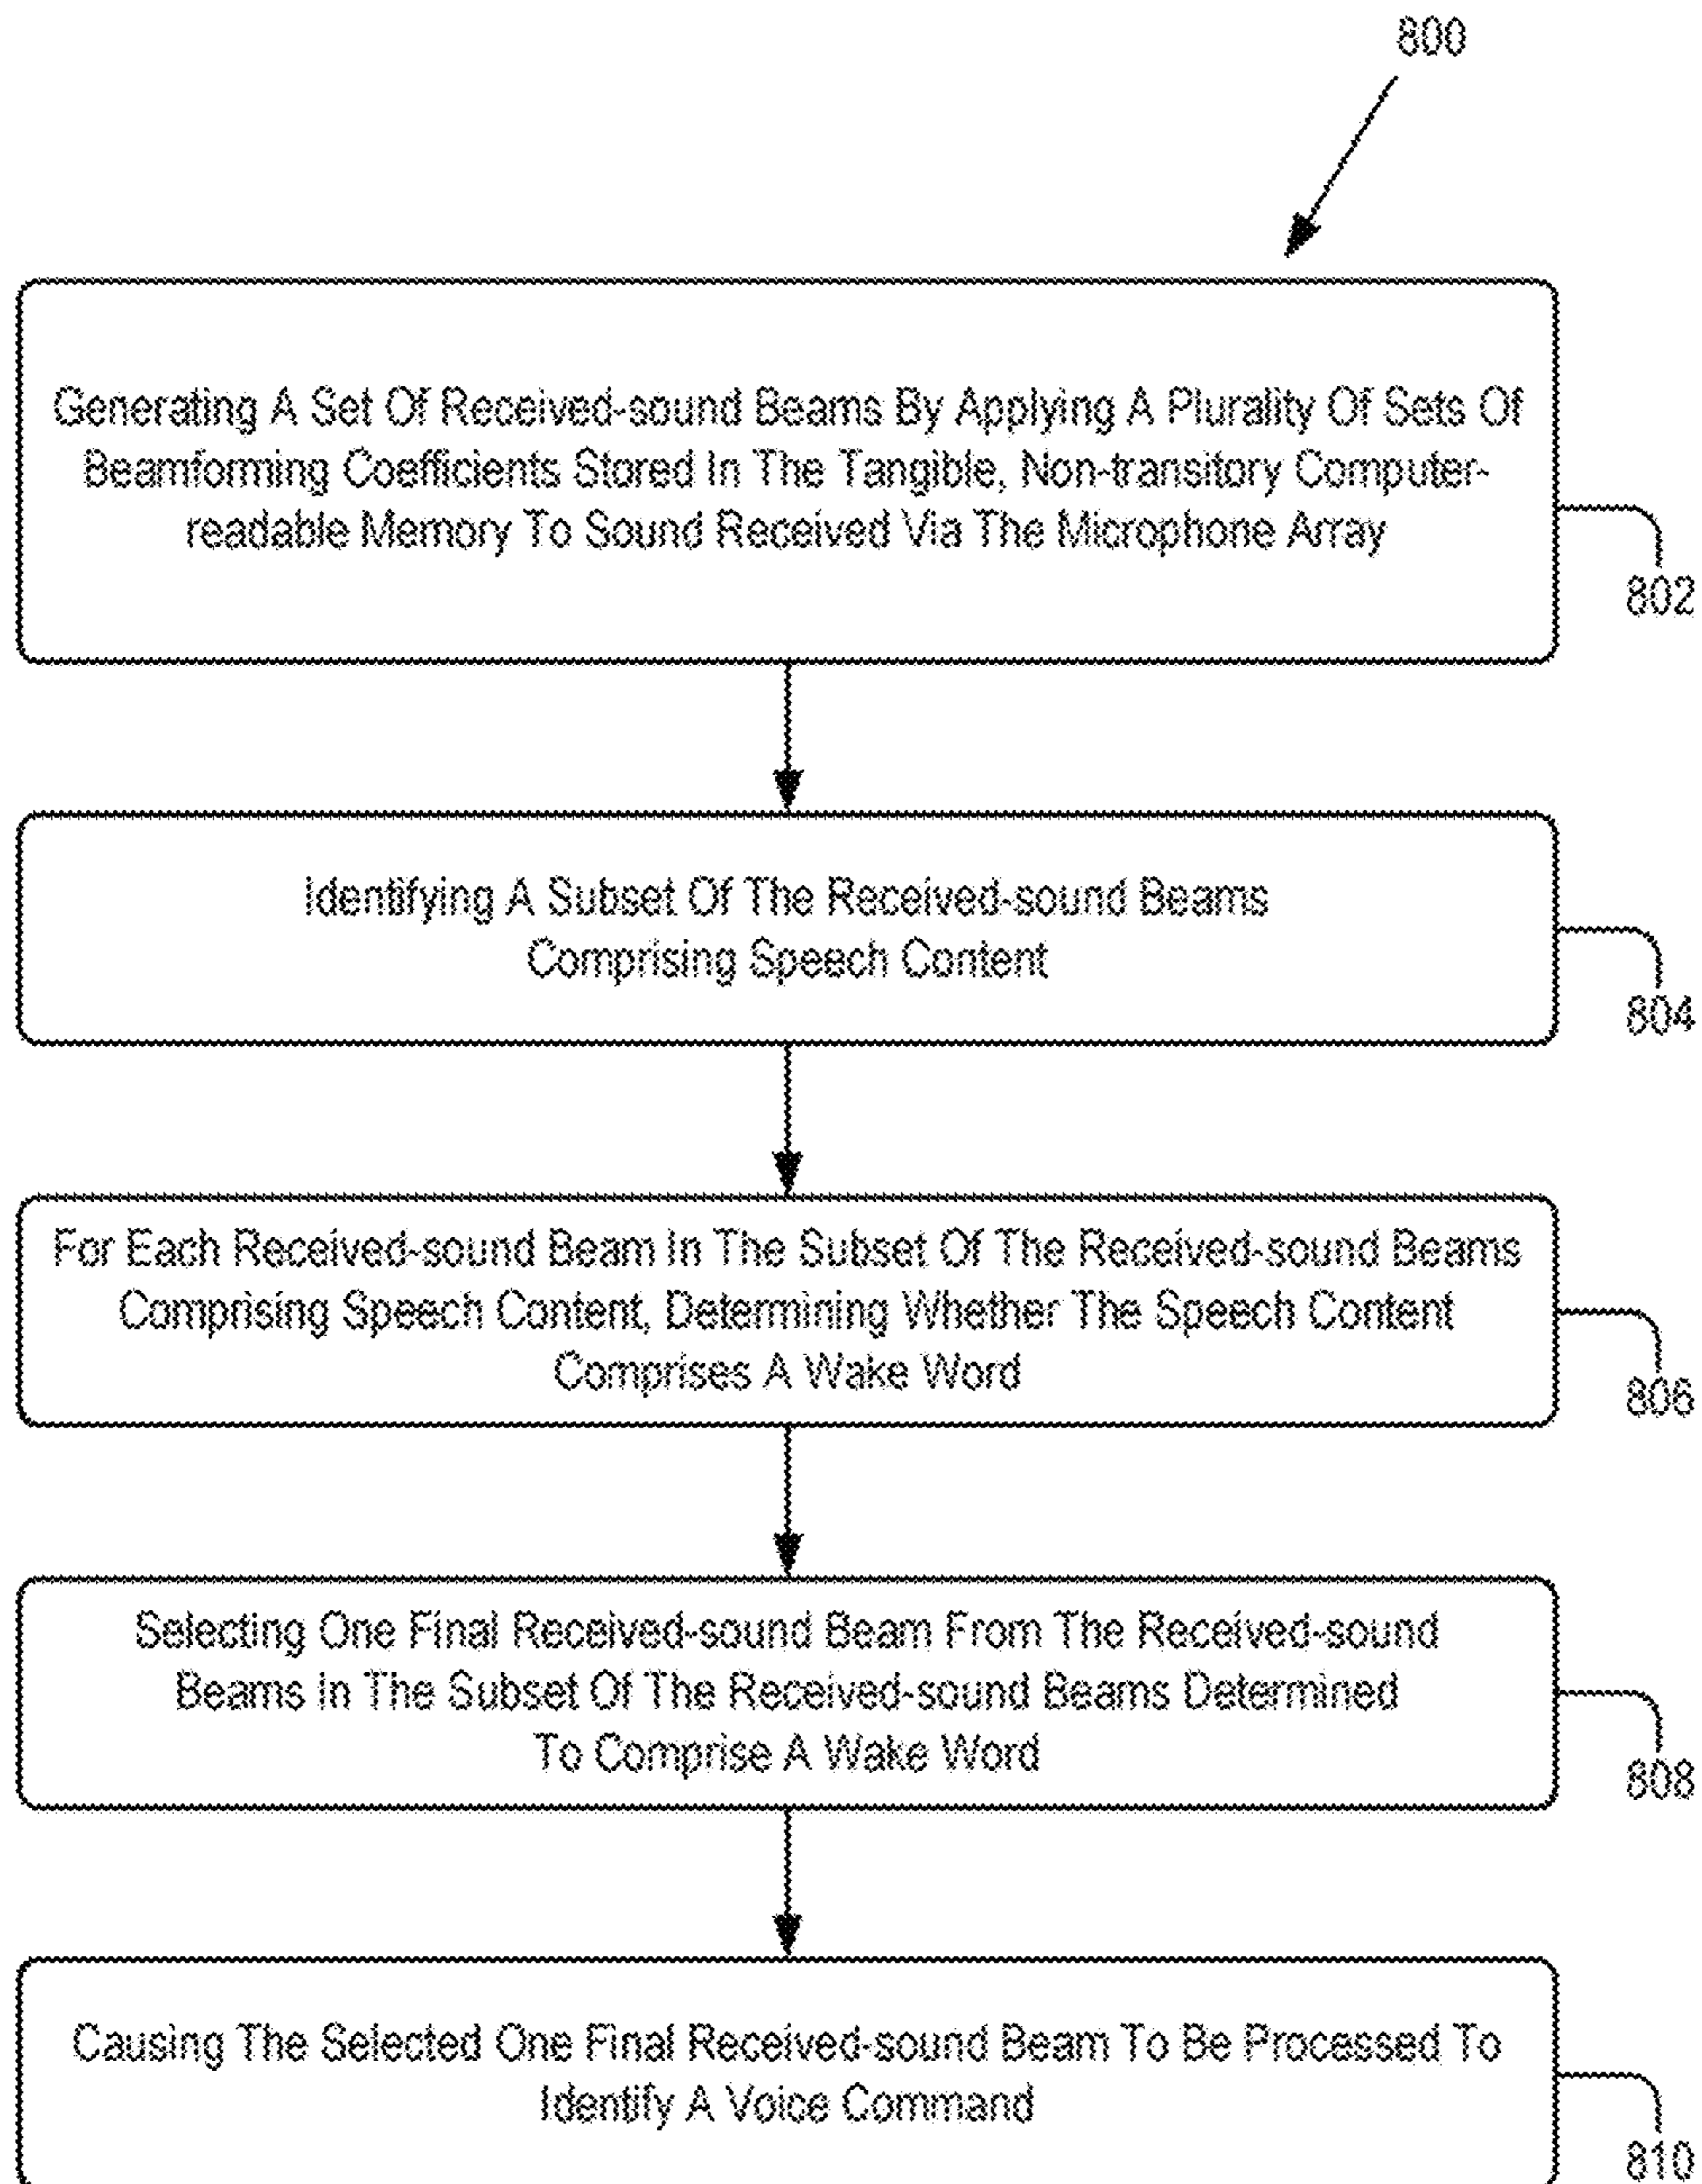 800
Generating A Set Of Received-sound Beams By Applying A Plurality Of Sets Of
Beamforming Coefficients Stored In The Tangible, Non-transitory Computer-
readable Memory To Sound Received Via The Microphone Array
802
Identifying A Subset Of The Received-sound Beams
Comprising Speech Content
804
For Each Received-sound Beam In The Subset Of The Received-sound Beams
Comprising Speech Content, Determining Whether The Speech Content
Comprises A Wake Word
806
Selecting One Final Received-sound Beam From The Received-sound
Beams In The Subset Of The Received-sound Beams Determined
To Comprise A Wake Word
808
Causing The Selected One Final Received-sound Beam To Be Processed To
Identify A Voice Command
810